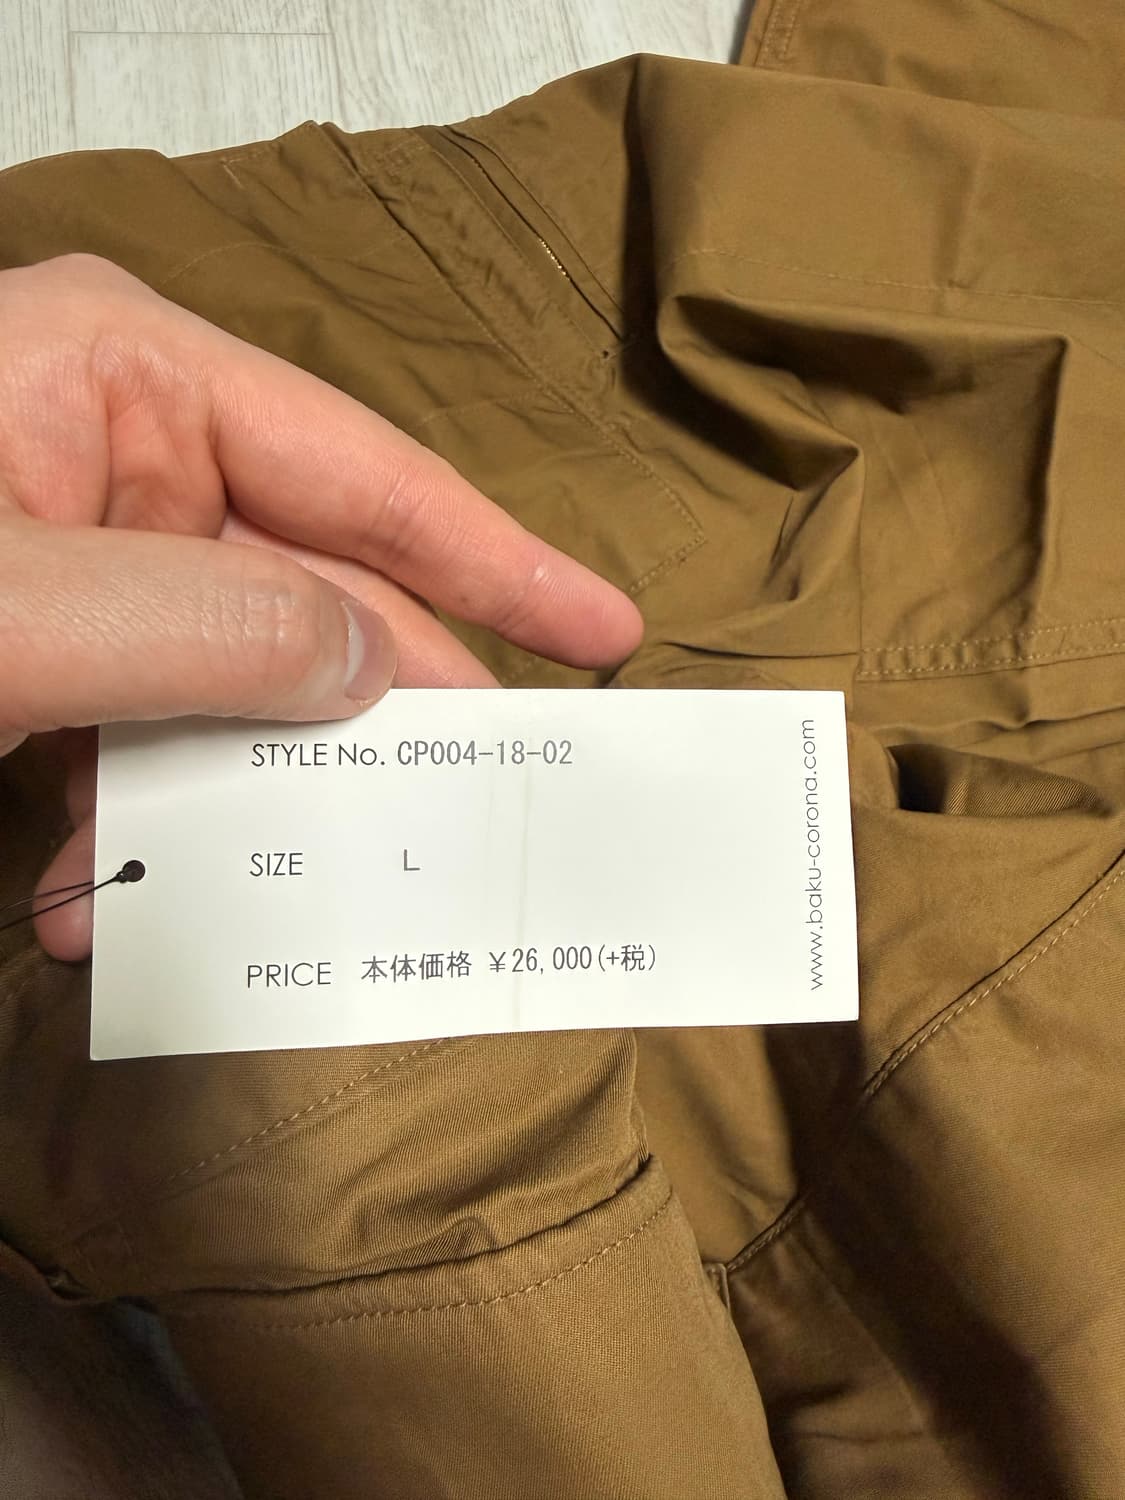 STYLE No. CP004-18-02
SIZE L
PRICE 本体価格 ￥26,000(+税)
www.baku-corona.com